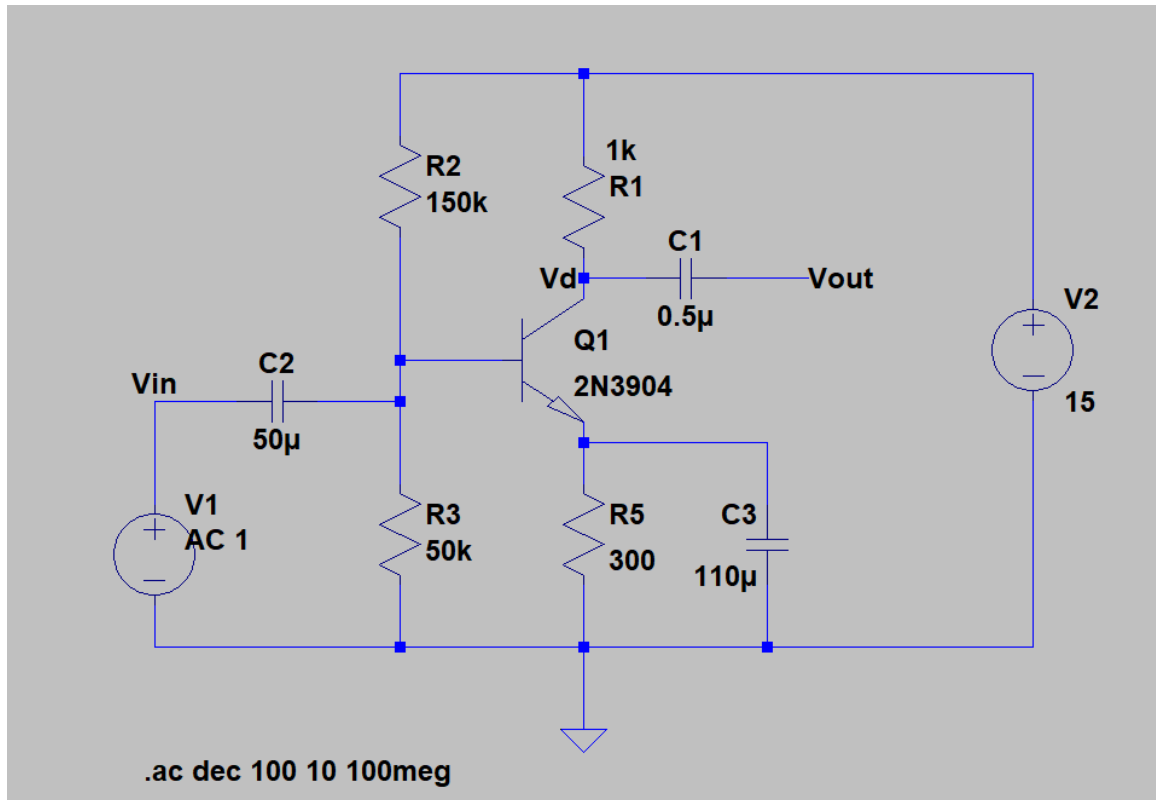 1k
R2
R1
150k
C1
Vd
Vout
0.5µ
V2
Q1
C2
Vin
2N3904
15
50µ
V1
R3
R5
C3
AC 1
50k
300
110µ
.ac dec 100 10 100meg